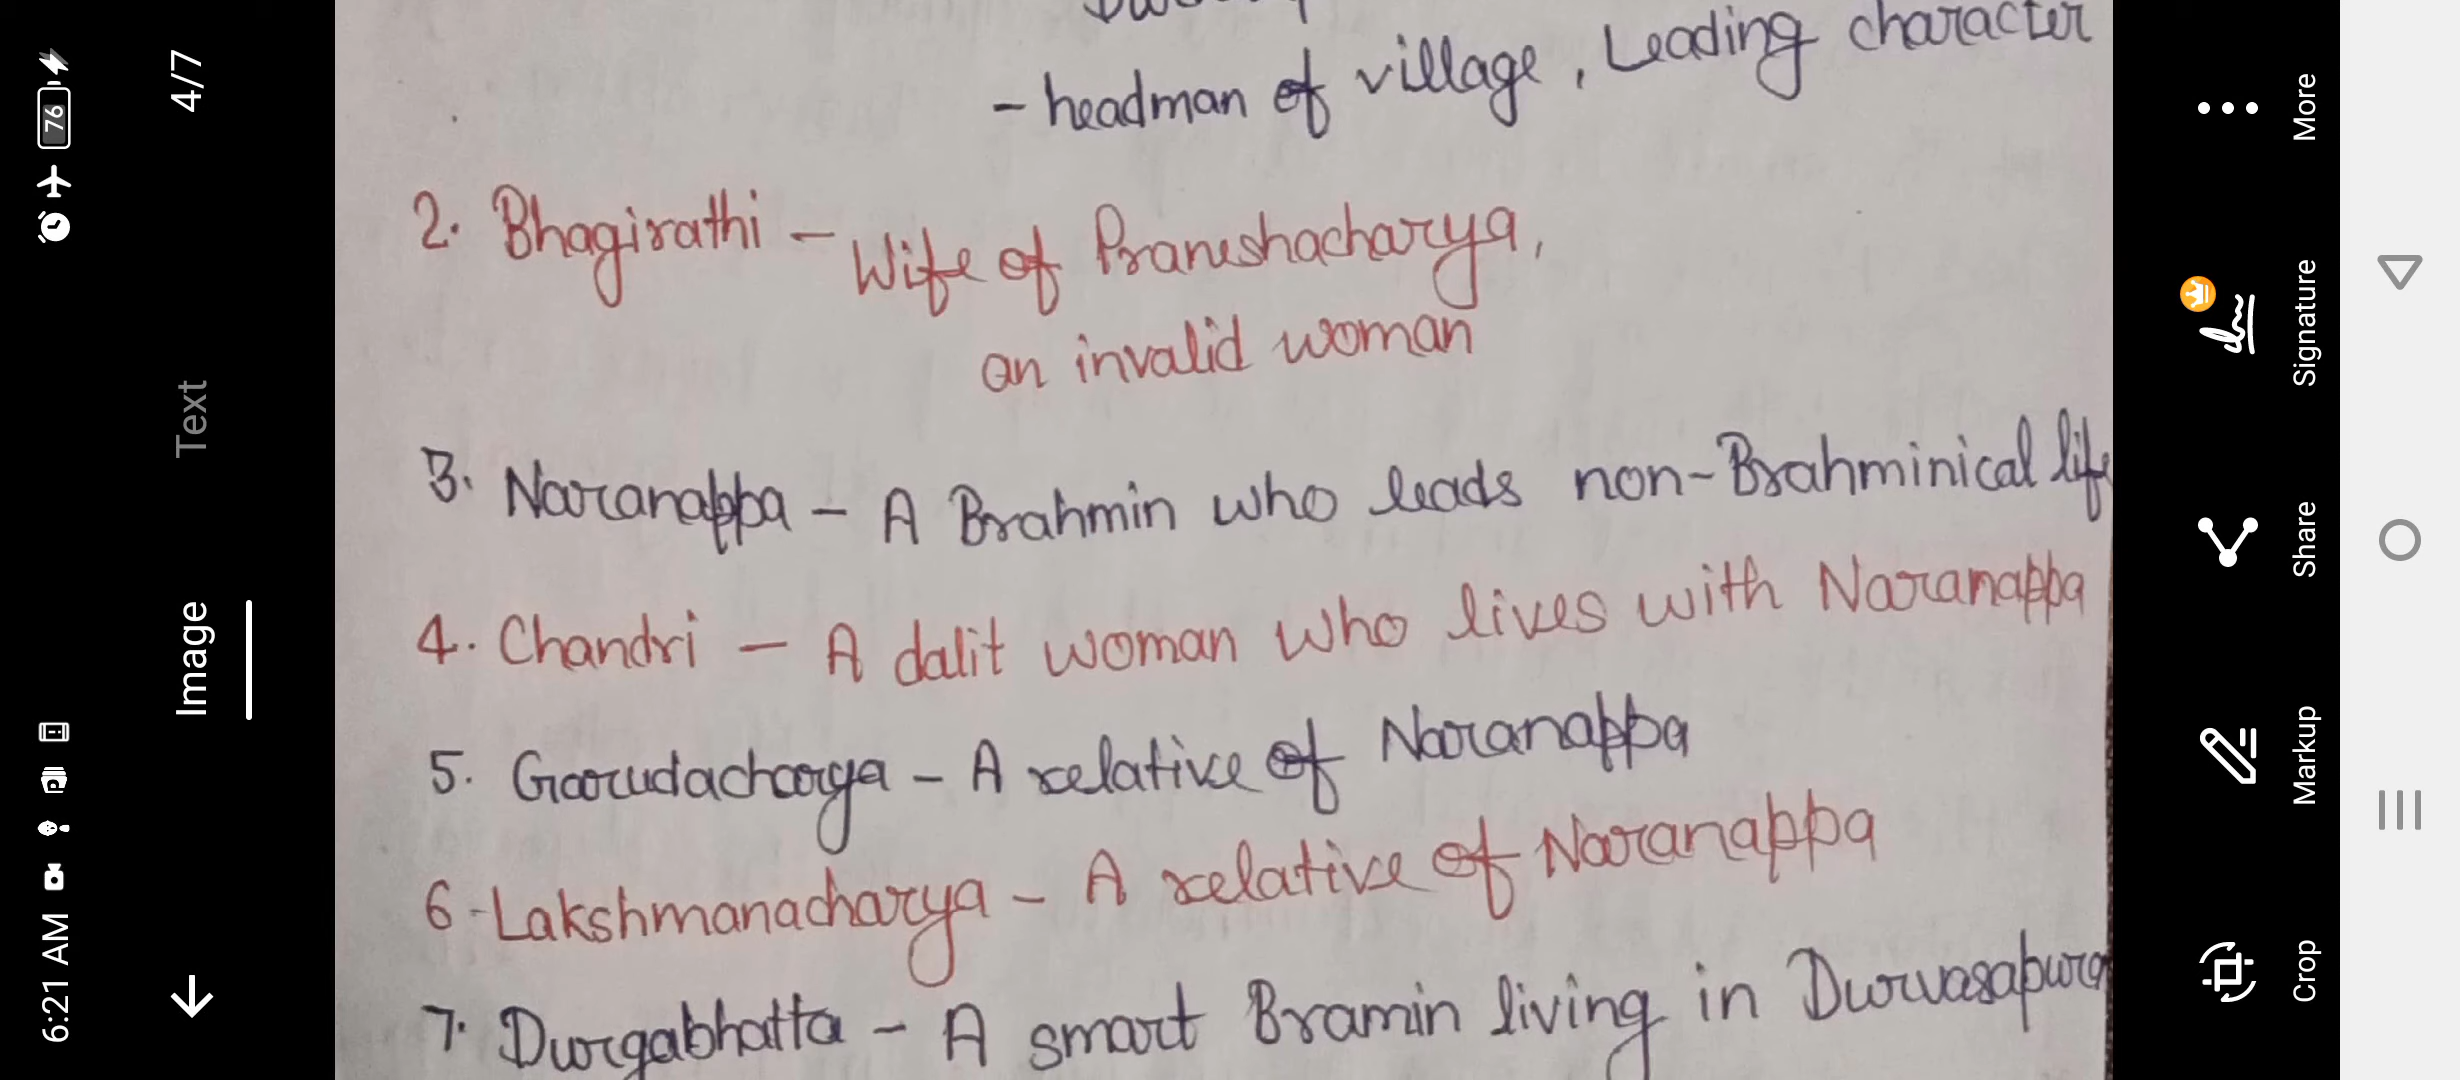 - headman of village, Leading character
2. Bhagirathi - Wife of Praneshacharya,
an invalid woman
3. Naranappa - A Brahmin who leads non-Brahminical life
4. Chandri - A dalit woman who lives with Naranappa
5. Garudacharya - A relative of Naranappa
6 - Lakshmanacharya - A relative of Naranappa
7. Durgabhatta - A smart Bramin living in Durvasapura
6:21 AM
76
4/7
Image
Text
More
Signature
Share
Markup
Crop